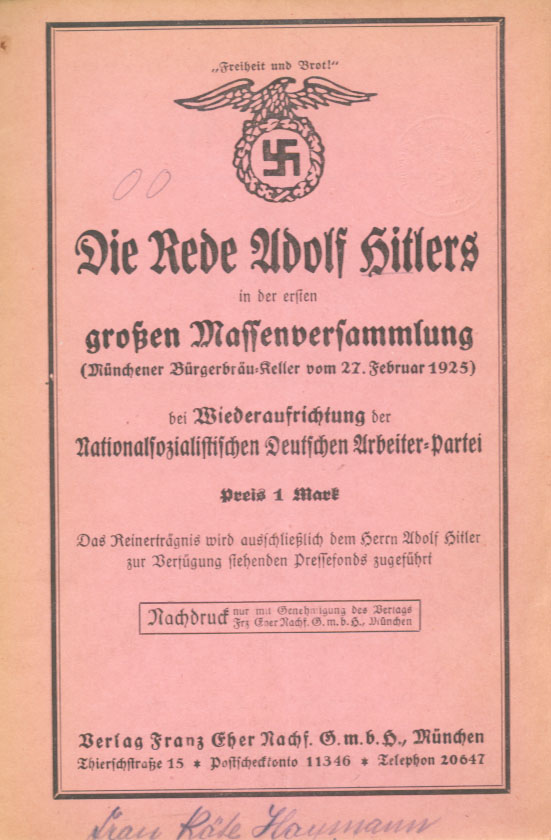 „Freiheit und Brot!“
Die Rede Adolf Hitlers
in der ersten
großen Massenversammlung
(Münchener Bürgerbräu-Keller vom 27. Februar 1925)
bei Wiederaufrichtung der
Nationalsozialistischen Deutschen Arbeiter-Partei
Preis 1 Mark
Das Reinerträgnis wird ausschließlich dem Herrn Adolf Hitler
zur Verfügung stehenden Pressefonds zugeführt
Nachdruck nur mit Genehmigung des Verlags
Frz Eher Nachf. G.m.b.H., München
Verlag Franz Eher Nachf. G.m.b.H., München
Thierschstraße 15 * Postscheckkonto 11346 * Telephon 20647
Frau Käte Haymann